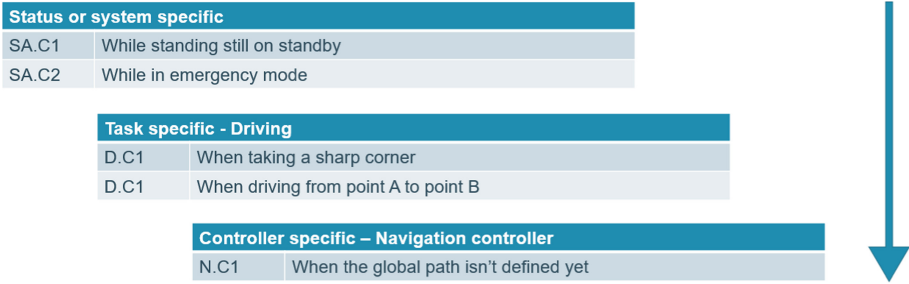 Status or system specific
SA.C1 While standing still on standby
SA.C2 While in emergency mode
Task specific - Driving
D.C1 When taking a sharp corner
D.C1 When driving from point A to point B
Controller specific – Navigation controller
N.C1 When the global path isn’t defined yet